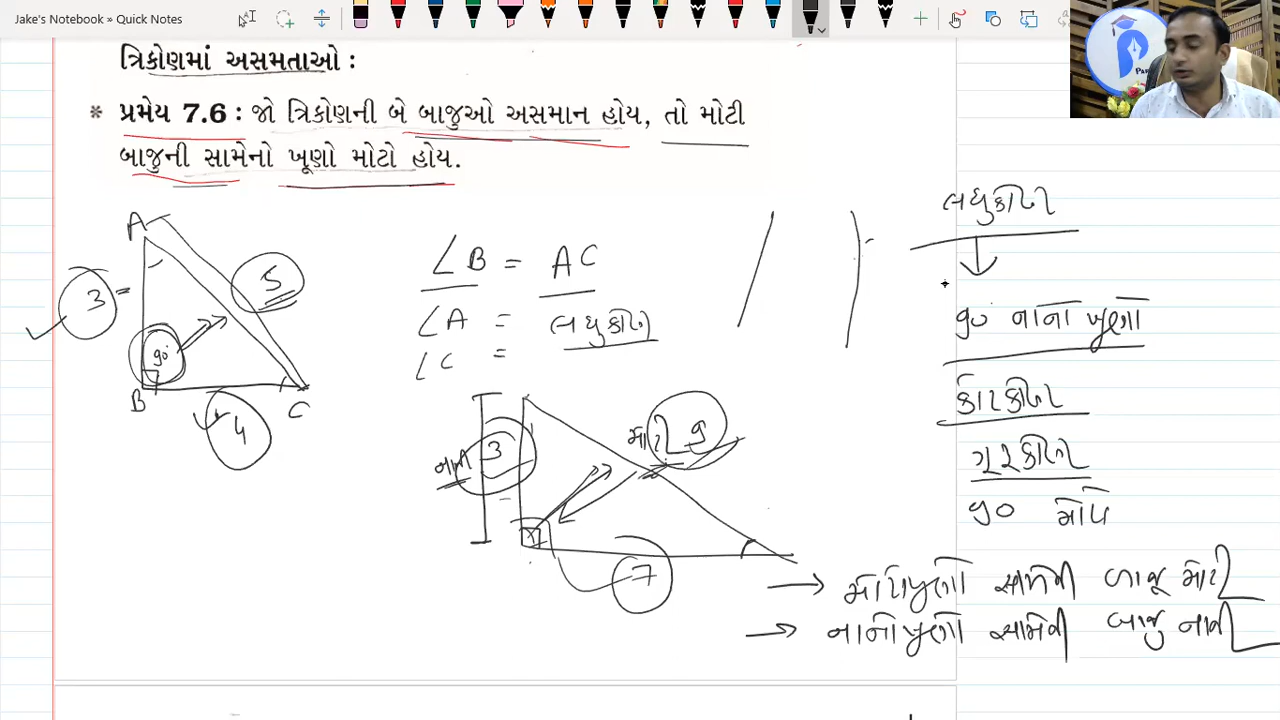 Jake's Notebook » Quick Notes
ત્રિકોણમાં અસમતાઓ :
* પ્રમેય 7.6 : જો ત્રિકોણની બે બાજુઓ અસમાન હોય, તો મોટી
બાજુની સામેનો ખૂણો મોટો હોય.
લઘુકોણ
A
3 =
5
90°
B
4
C
∠B = AC
∠A = લઘુકોણ
∠C =
90 નાના ખૂણો
કાટકોણ
ગુરુકોણ
90 મોટો
નાની 3
મોટી 9
7
→ મોટાખૂણો સામેની બાજુ મોટી
→ નાનોખૂણો સામેની બાજુ નાની